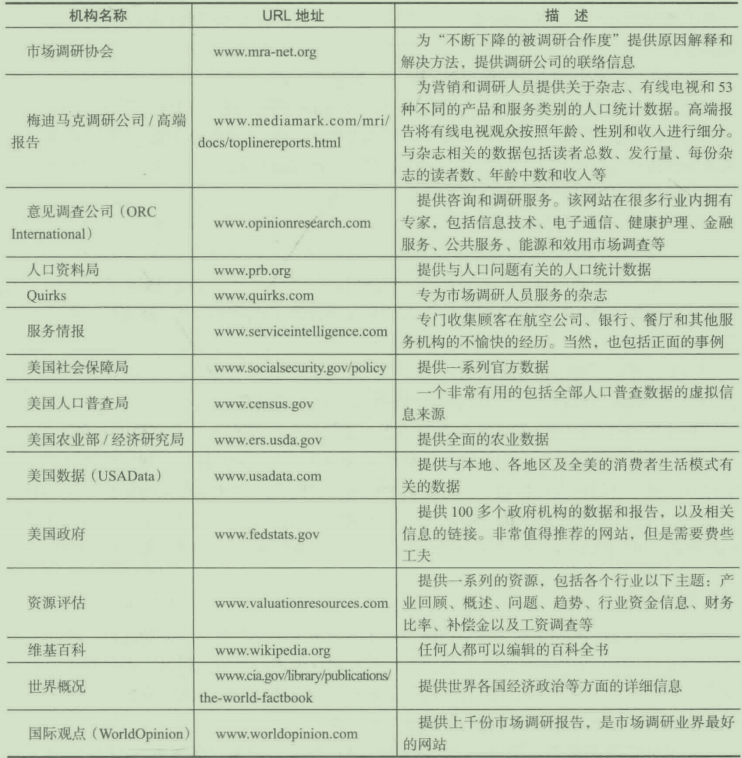 机构名称 URL 地址 描 述
市场调研协会 www.mra-net.org 为“不断下降的被调研合作度”提供原因解释和
解决方法，提供调研公司的联络信息
梅迪马克调研公司 / 高端
报告
www.mediamark.com/mri/
docs/toplinereports.html
为营销和调研人员提供关于杂志、有线电视和 53
种不同的产品和服务类别的人口统计数据。高端报
告将有线电视观众按照年龄、性别和收入进行细分。
与杂志相关的数据包括读者总数、发行量、每份杂
志的读者数、年龄中数和收入等
意见调查公司（ORC
International）
www.opinionresearch.com
提供咨询和调研服务。该网站在很多行业内拥有
专家，包括信息技术、电子通信、健康护理、金融
服务、公共服务、能源和效用市场调查等
人口资料局 www.prb.org 提供与人口问题有关的人口统计数据
Quirks www.quirks.com 专为市场调研人员服务的杂志
服务情报 www.serviceintelligence.com 专门收集顾客在航空公司、银行、餐厅和其他服
务机构的不愉快的经历。当然，也包括正面的事例
美国社会保障局 www.socialsecurity.gov/policy 提供一系列官方数据
美国人口普查局 www.census.gov 一个非常有用的包括全部人口普查数据的虚拟信
息来源
美国农业部 / 经济研究局 www.ers.usda.gov 提供全面的农业数据
美国数据（USAData） www.usadata.com 提供与本地、各地区及全美的消费者生活模式有
关的数据
美国政府 www.fedstats.gov 提供 100 多个政府机构的数据和报告，以及相关
信息的链接。非常值得推荐的网站，但是需要费些
工夫
资源评估 www.valuationresources.com 提供一系列的资源，包括各个行业以下主题：产
业回顾、概述、问题、趋势、行业资金信息、财务
比率、补偿金以及工资调查等
维基百科 www.wikipedia.org 任何人都可以编辑的百科全书
世界概况 www.cia.gov/library/publications/
the-world-factbook
提供世界各国经济政治等方面的详细信息
国际观点（WorldOpinion） www.worldopinion.com 提供上千份市场调研报告，是市场调研业界最好
的网站